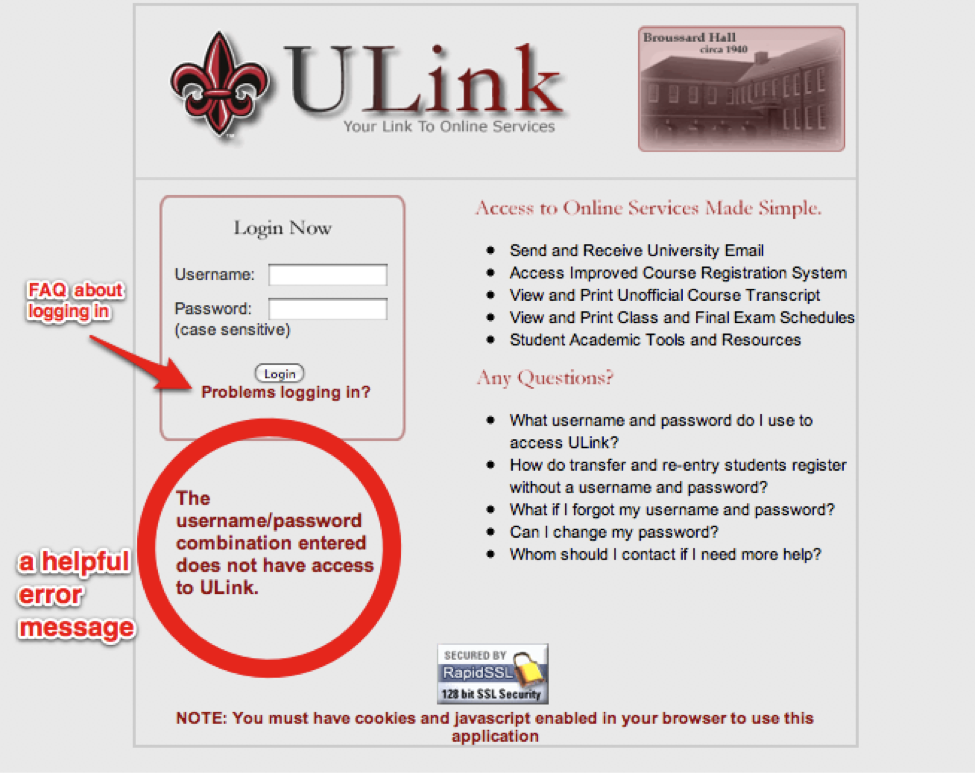 ULink
Your Link To Online Services
TM
Broussard Hall
circa 1940
Login Now
Username:
Password:
(case sensitive)
Login
Problems logging in?
FAQ about
logging in
The
username/password
combination entered
does not have access
to ULink.
a helpful
error
message
Access to Online Services Made Simple.
Send and Receive University Email
Access Improved Course Registration System
View and Print Unofficial Course Transcript
View and Print Class and Final Exam Schedules
Student Academic Tools and Resources
Any Questions?
What username and password do I use to
access ULink?
How do transfer and re-entry students register
without a username and password?
What if I forgot my username and password?
Can I change my password?
Whom should I contact if I need more help?
SECURED BY
RapidSSL
128 bit SSL Security
NOTE: You must have cookies and javascript enabled in your browser to use this
application